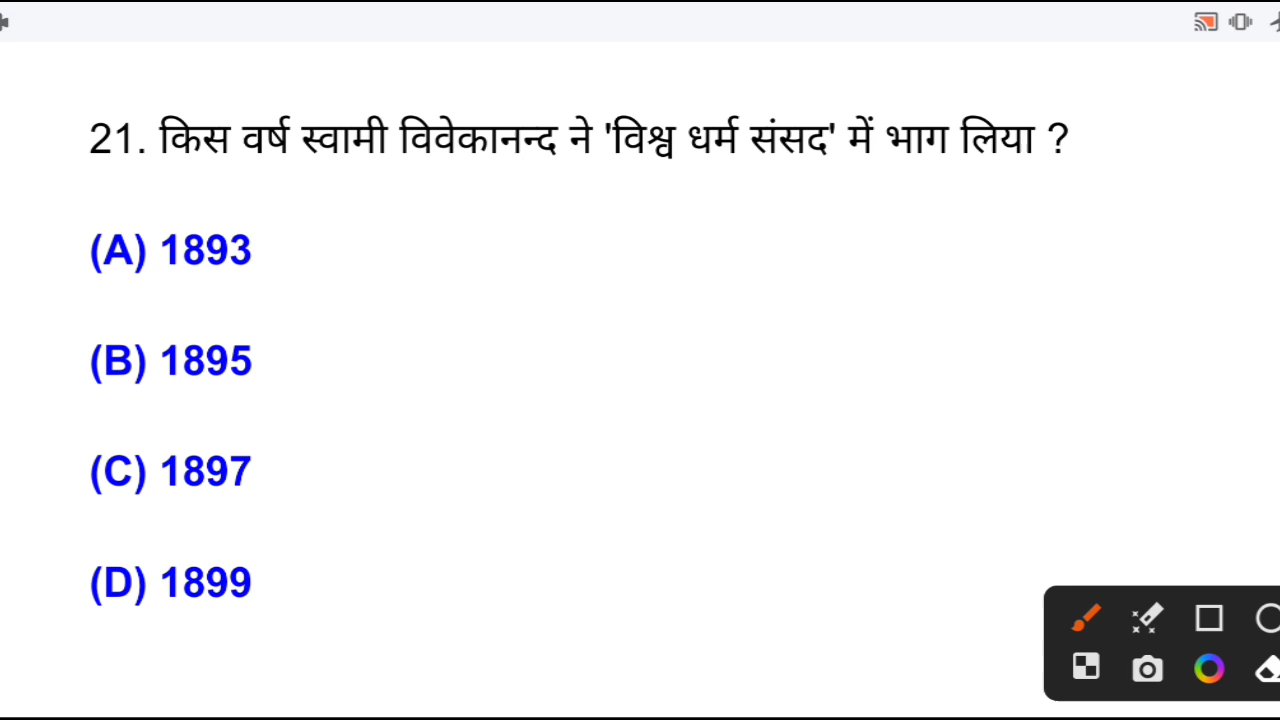 21. किस वर्ष स्वामी विवेकानन्द ने 'विश्व धर्म संसद' में भाग लिया ?
(A) 1893
(B) 1895
(C) 1897
(D) 1899